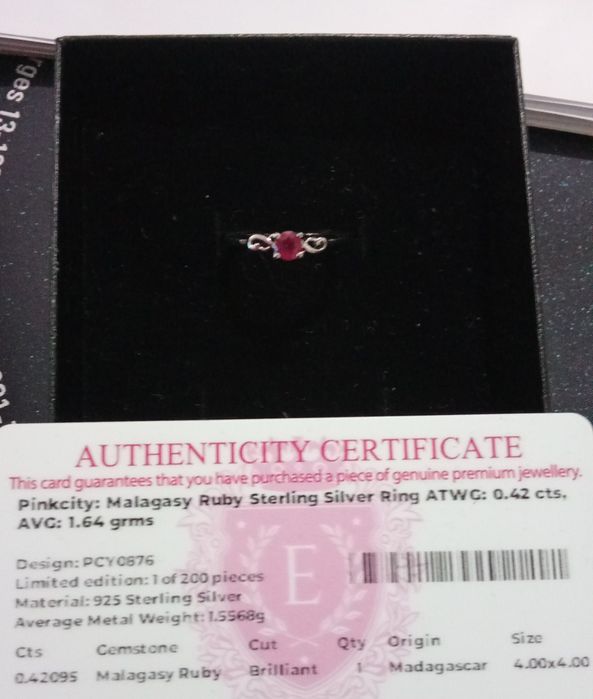 AUTHENTICITY CERTIFICATE
This card guarantees that you have purchased a piece of genuine premium jewellery.
Pinkcity: Malagasy Ruby Sterling Silver Ring ATWG: 0.42 cts,
AVG: 1.64 grms
Design: PCY0876
Limited edition: 1 of 200 pieces
Material: 925 Sterling Silver
Average Metal Weight: 1.5568g
E
Cts Gemstone Cut Qty Origin Size
0.42095 Malagasy Ruby Brilliant 1 Madagascar 4.00x4.00